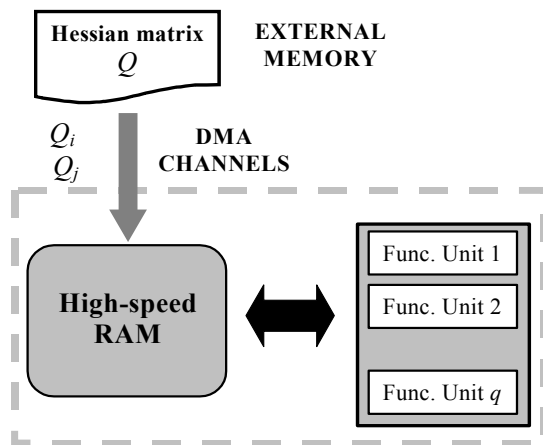 Hessian matrix
Q
EXTERNAL
MEMORY
Qi
Qj
DMA
CHANNELS
High-speed
RAM
Func. Unit 1
Func. Unit 2
Func. Unit q